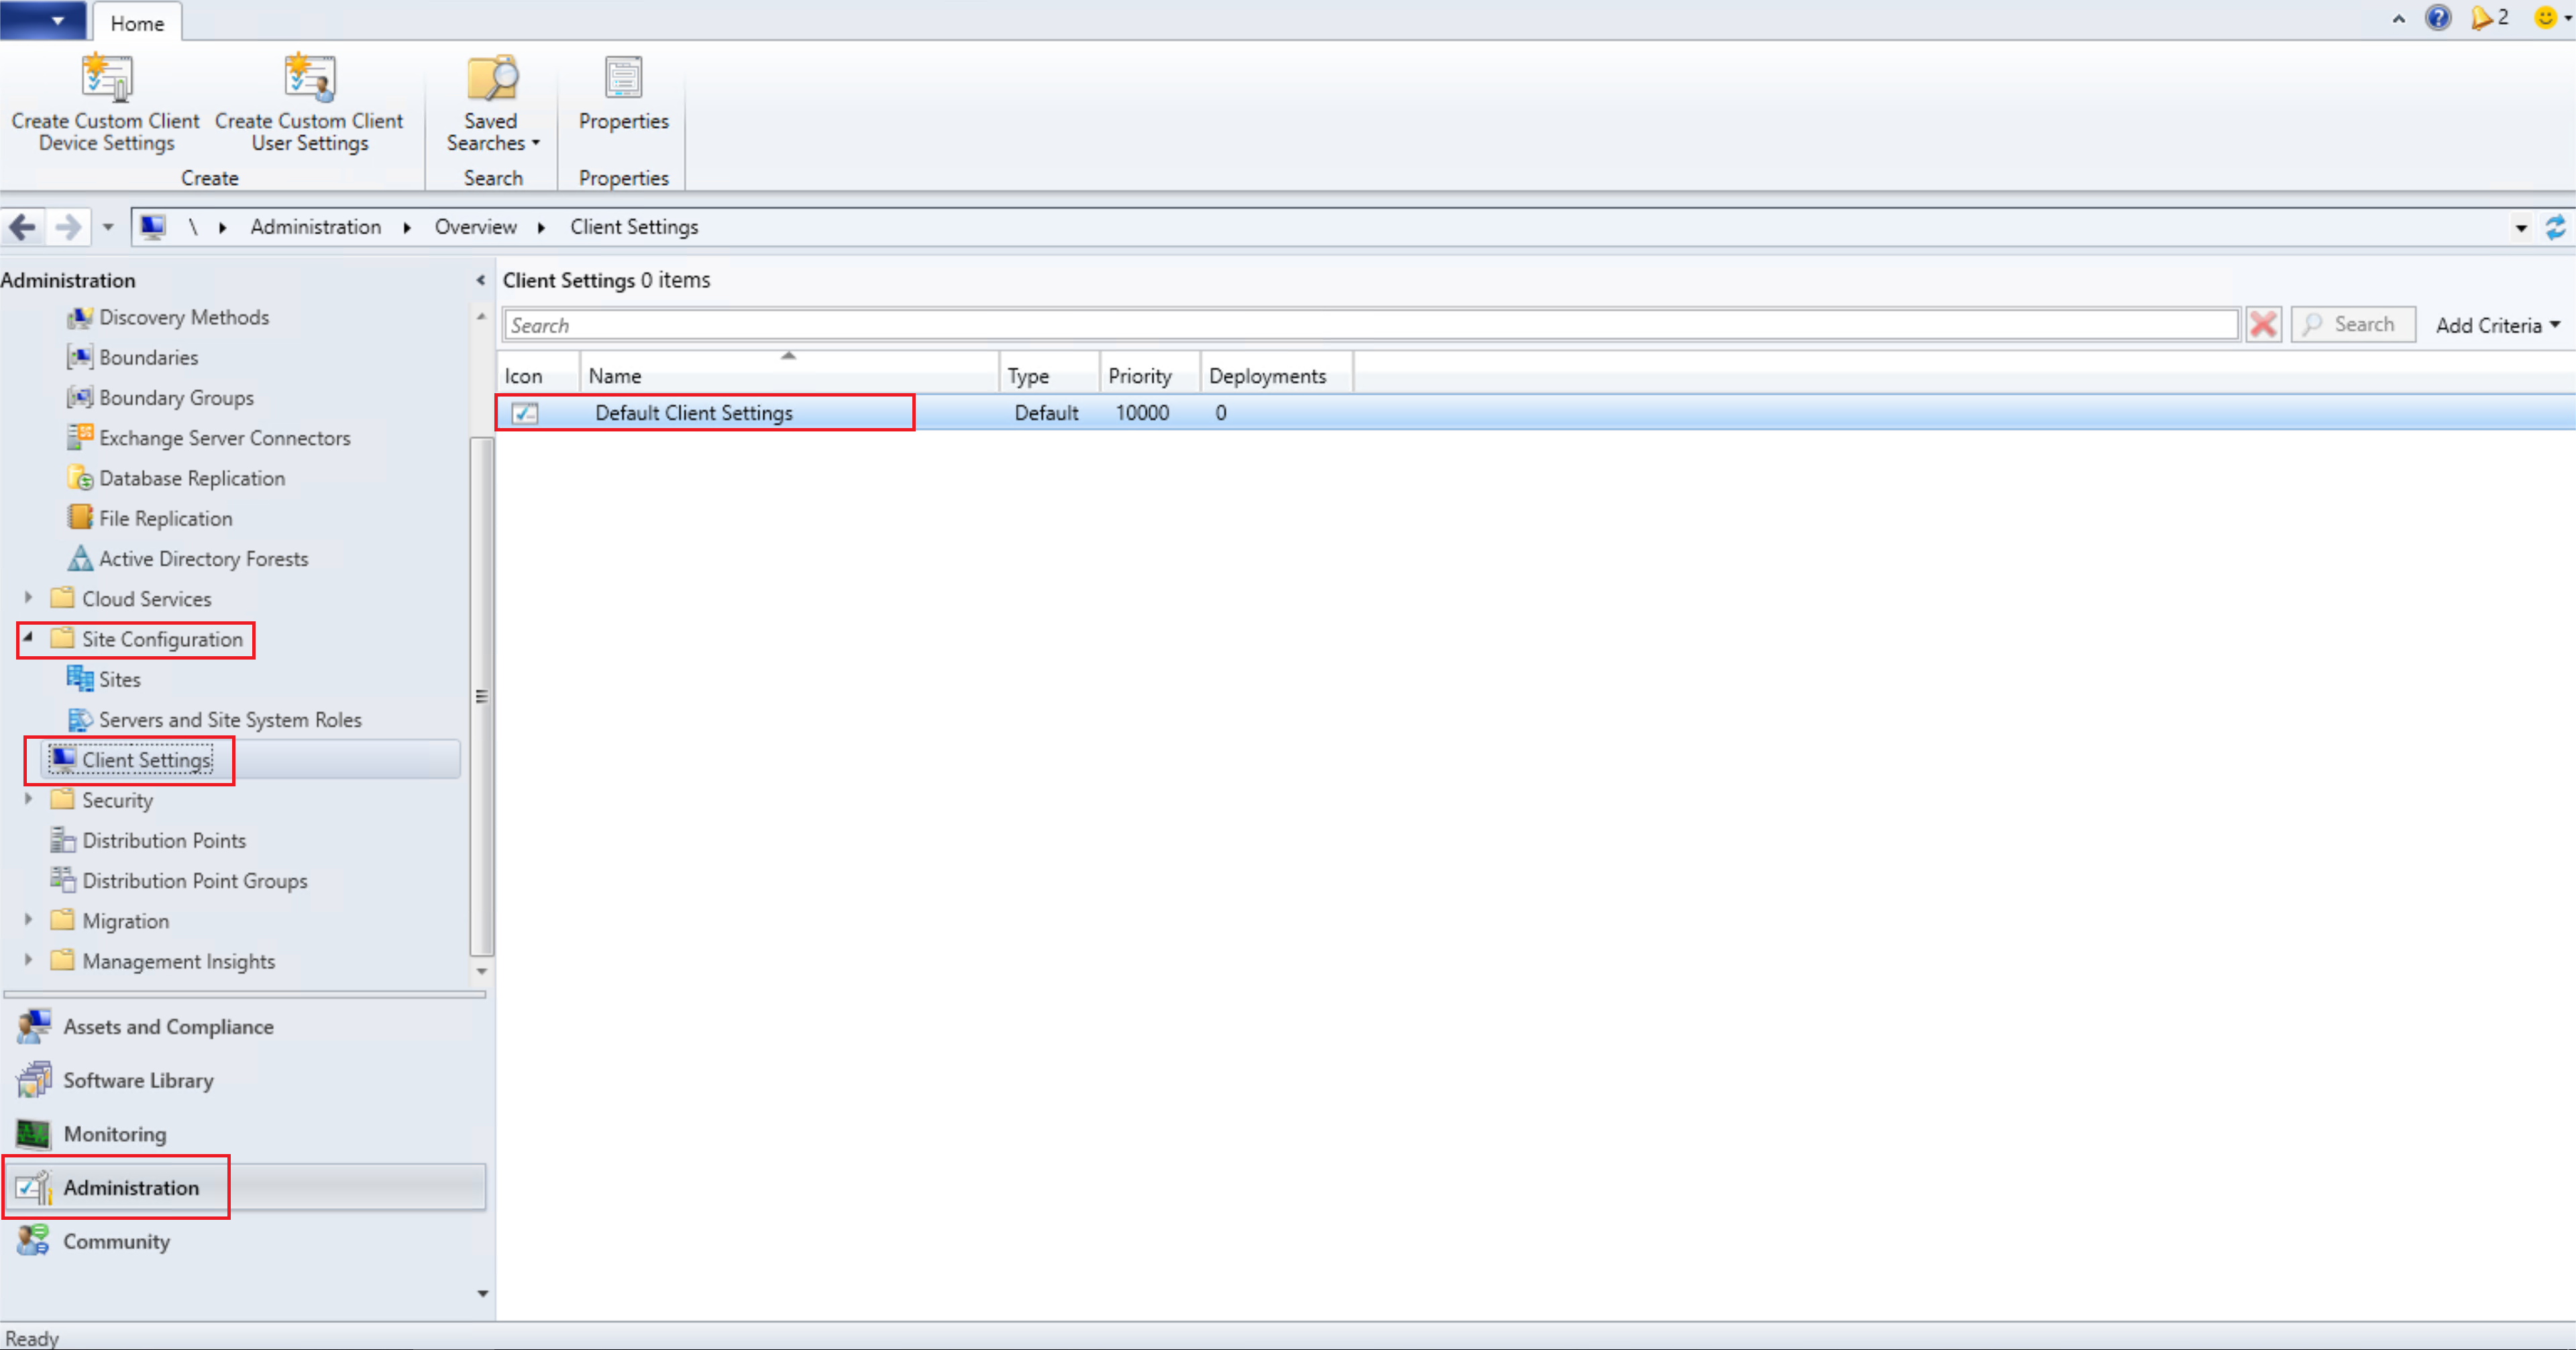 Home
2
Create Custom Client
Device Settings
Create Custom Client
User Settings
Saved
Searches
Properties
Create
Search
Properties
\ Administration Overview Client Settings
Administration
Discovery Methods
Boundaries
Boundary Groups
Exchange Server Connectors
Database Replication
File Replication
Active Directory Forests
Cloud Services
Site Configuration
Sites
Servers and Site System Roles
Client Settings
Security
Distribution Points
Distribution Point Groups
Migration
Management Insights
Assets and Compliance
Software Library
Monitoring
Administration
Community
Client Settings 0 items
Search
Search
Add Criteria
Icon Name Type Priority Deployments
Default Client Settings Default 10000 0
Ready